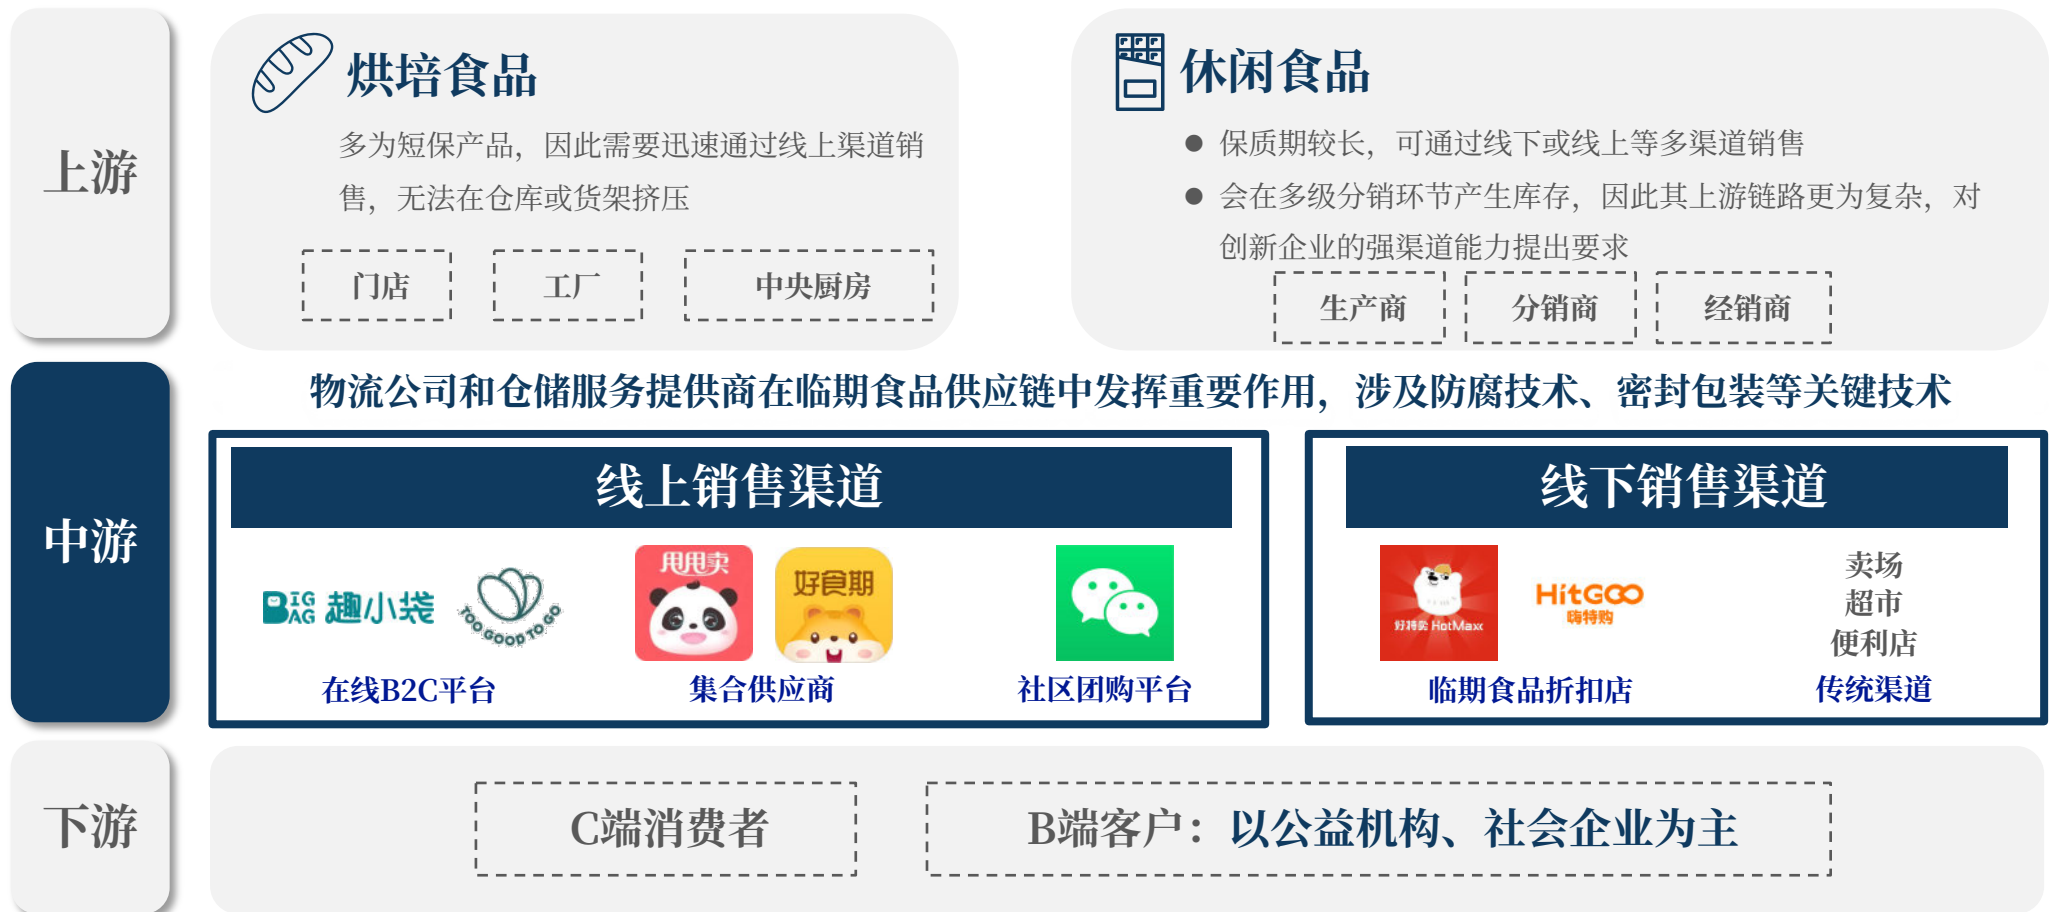 上游
烘培食品
多为短保产品，因此需要迅速通过线上渠道销
售，无法在仓库或货架挤压
门店
工厂
中央厨房
休闲食品
保质期较长，可通过线下或线上等多渠道销售
会在多级分销环节产生库存，因此其上游链路更为复杂，对
创新企业的强渠道能力提出要求
生产商
分销商
经销商
中游
物流公司和仓储服务提供商在临期食品供应链中发挥重要作用，涉及防腐技术、密封包装等关键技术
线上销售渠道
BIG BAG 趣小袋
TOO GOOD TO GO
甩甩卖
好食期
在线B2C平台
集合供应商
社区团购平台
线下销售渠道
好特卖 HotMaxx
HitGOO
嗨特购
卖场
超市
便利店
临期食品折扣店
传统渠道
下游
C端消费者
B端客户：以公益机构、社会企业为主